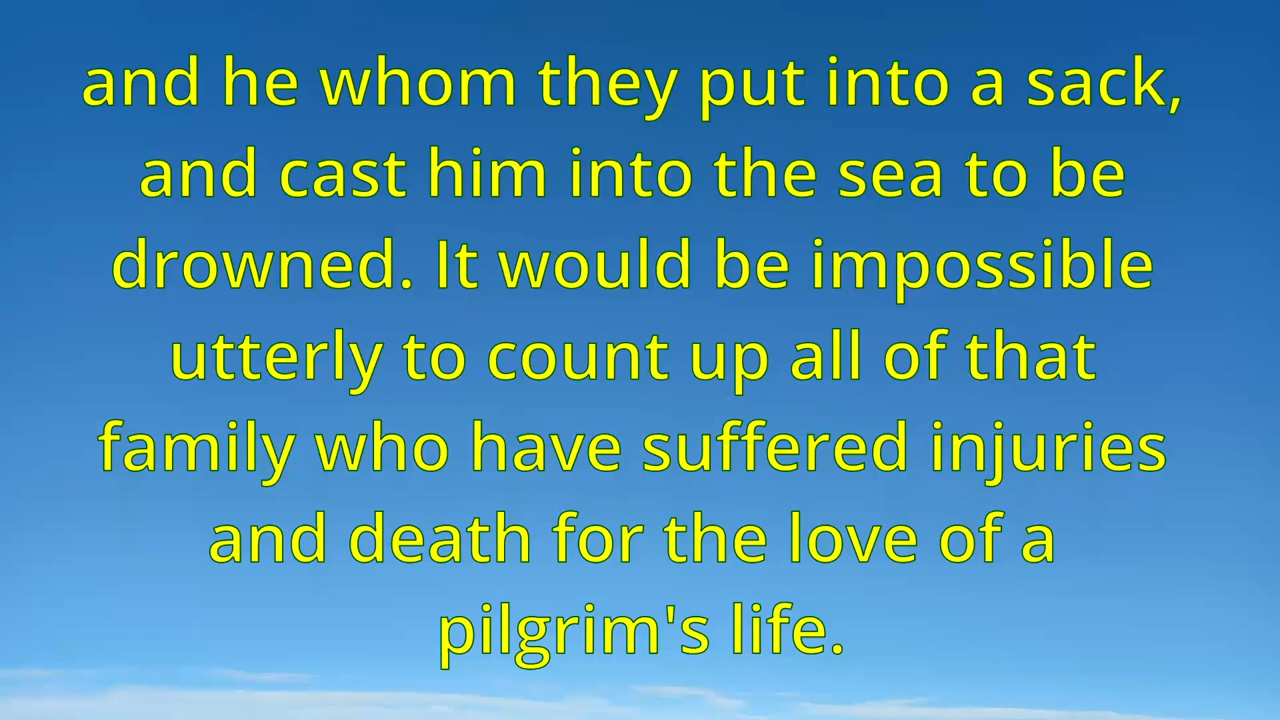 and he whom they put into a sack,
and cast him into the sea to be
drowned. It would be impossible
utterly to count up all of that
family who have suffered injuries
and death for the love of a
pilgrim's life.